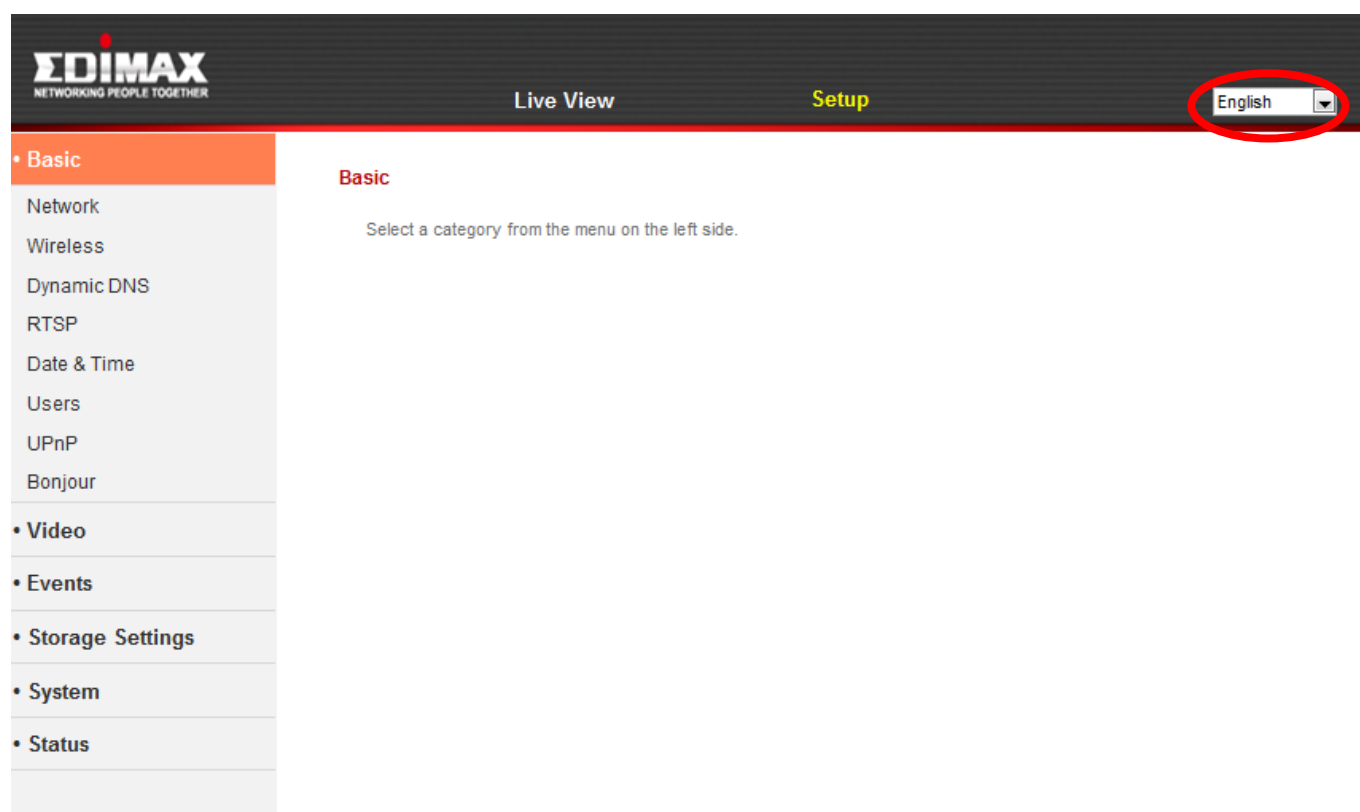 EDIMAX
NETWORKING PEOPLE TOGETHER
Live View Setup English
• Basic
Network
Wireless
Dynamic DNS
RTSP
Date & Time
Users
UPnP
Bonjour
• Video
• Events
• Storage Settings
• System
• Status
Basic
Select a category from the menu on the left side.